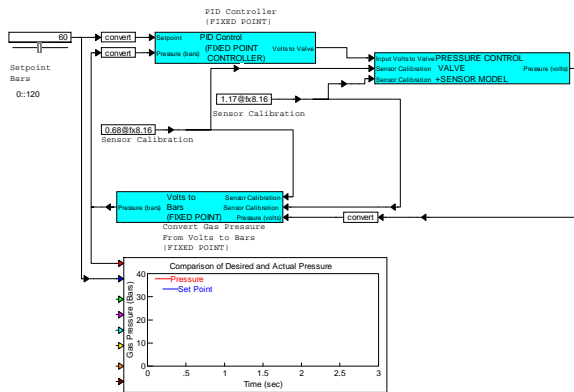 PID Controller
(FIXED POINT)
60
convert
Setpoint
PID Control
(FIXED POINT
CONTROLLER)
Volts to Valve
convert
Pressure (bars)
Setpoint
Bars
0::120
Input Volts to Valve
PRESSURE CONTROL
VALVE
+SENSOR MODEL
Sensor Calibration
Sensor Calibration
Pressure (volts)
1.17@fx8.16
Sensor Calibration
0.68@fx8.16
Sensor Calibration
Volts to
Bars
(FIXED POINT)
Pressure (bars)
Sensor Calibration
Sensor Calibration
Pressure (volts)
convert
Convert Gas Pressure
From Volts to Bars
(FIXED POINT)
Comparison of Desired and Actual Pressure
Pressure
Set Point
Gas Pressure (Bars)
40
30
20
10
0
0
.5
1
1.5
2
2.5
3
Time (sec)